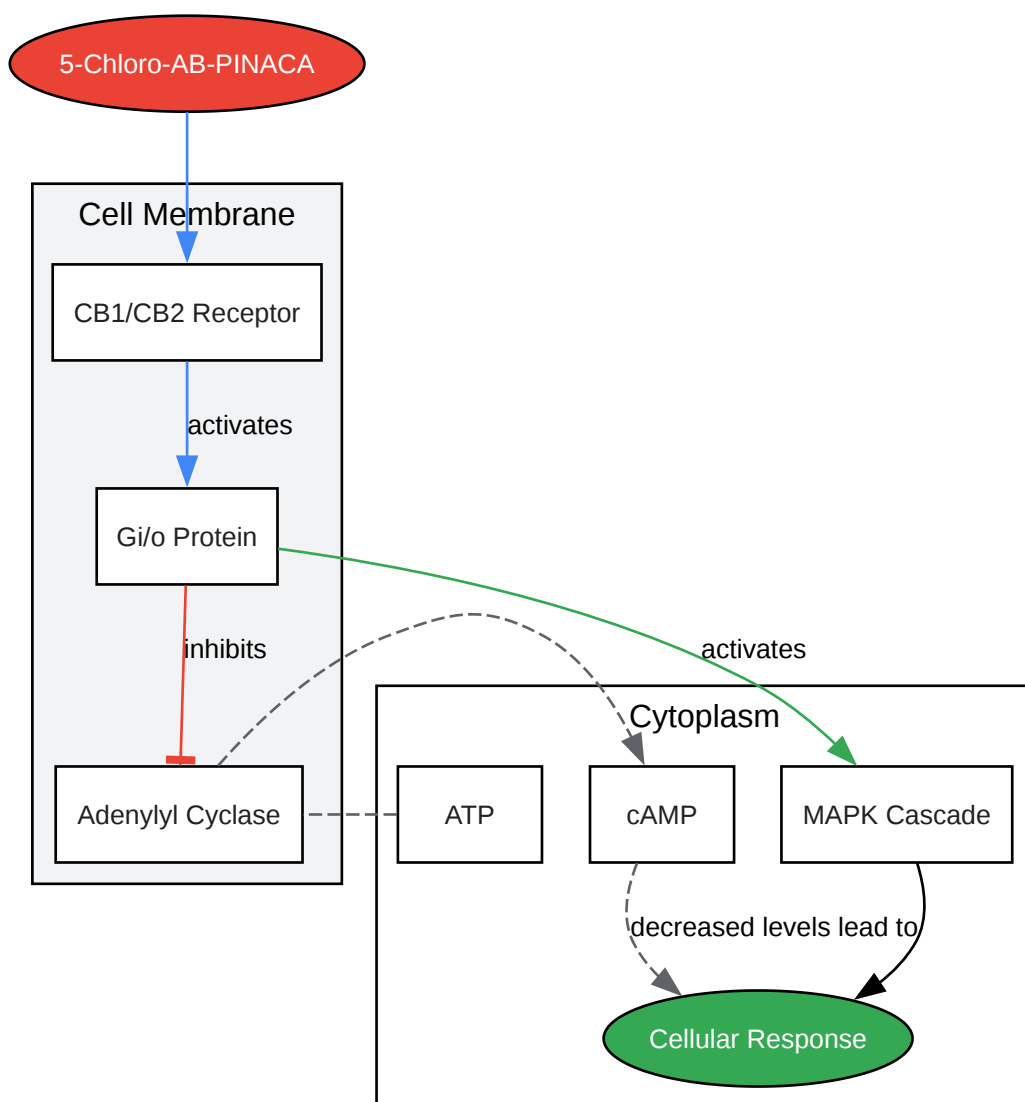 5-Chloro-AB-PINACA
Cell Membrane
CB1/CB2 Receptor
activates
Gi/o Protein
inhibits
activates
Cytoplasm
Adenylyl Cyclase
ATP
cAMP
MAPK Cascade
decreased levels lead to
Cellular Response